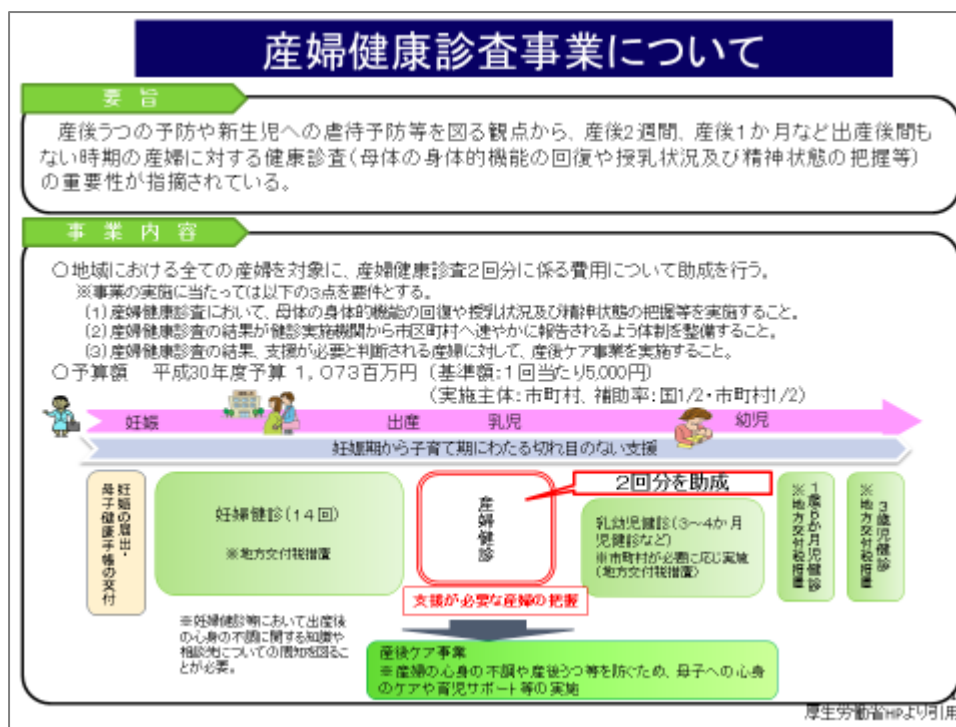 産婦健康診査事業について
要 旨
産後うつの予防や新生児への虐待予防等を図る観点から、産後2週間、産後1か月など出産後間も
ない時期の産婦に対する健康診査(母体の身体的機能の回復や授乳状況及び精神状態の把握等)
の重要性が指摘されている。
事 業 内 容
○地域における全ての産婦を対象に、産婦健康診査2回分に係る費用について助成を行う。
※事業の実施に当たっては以下の3点を要件とする。
(1)産婦健康診査において、母体の身体的機能の回復や授乳状況及び精神状態の把握等を実施すること。
(2)産婦健康診査の結果が健診実施機関から市区町村へ速やかに報告されるよう体制を整備すること。
(3)産婦健康診査の結果、支援が必要と判断される産婦に対して、産後ケア事業を実施すること。
○予算額 平成30年度予算 1,073百万円 (基準額:1回当たり5,000円)
(実施主体:市町村、補助率:国1/2・市町村1/2)
妊娠 出産 乳児 幼児
妊娠期から子育て期にわたる切れ目のない支援
妊娠の届出・
母子健康手帳の交付
妊婦健診(14回)
※地方交付税措置
産婦健診
2回分を助成
乳幼児健診(3~4か月
児健診など)
※市町村が必要に応じ実施
(地方交付税措置)
1歳6か月児健診
※地方交付税措置
3歳児健診
※地方交付税措置
支援が必要な産婦の把握
※妊婦健診等において出産後
の心身の不調に関する知識や
相談先についての周知を図るこ
とが必要。
産後ケア事業
※産婦の心身の不調や産後うつ等を防ぐため、母子への心身
のケアや育児サポート等の実施
厚生労働省HPより引用